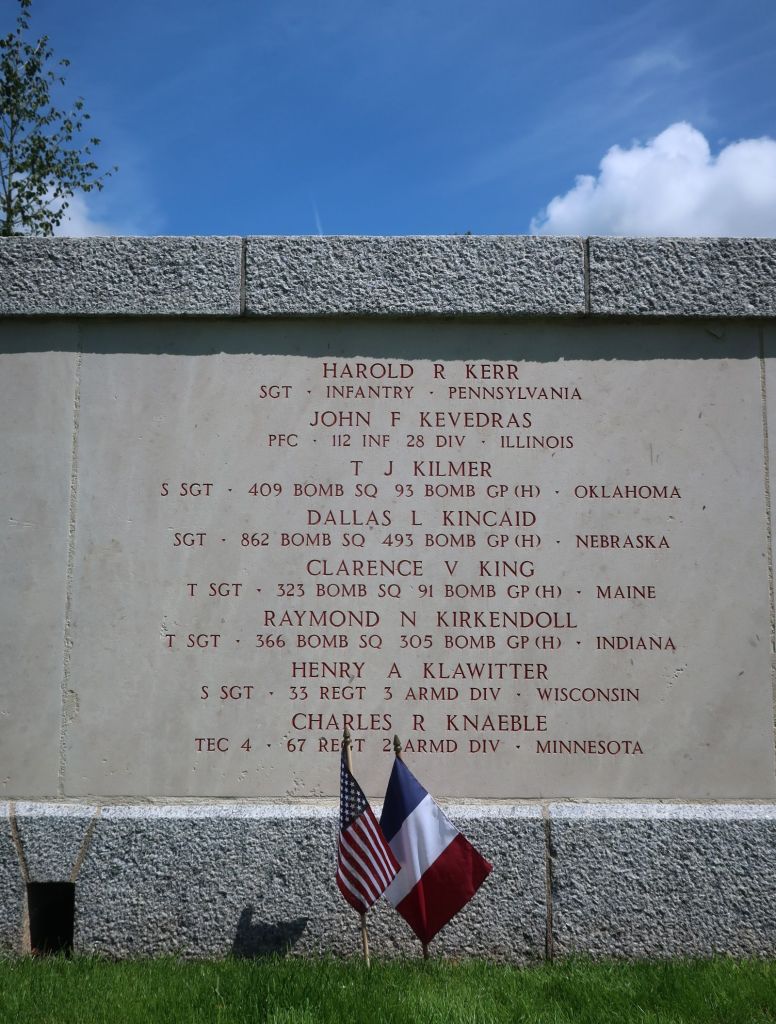 HAROLD R KERR
SGT · INFANTRY · PENNSYLVANIA
JOHN F KEVEDRAS
PFC · 112 INF 28 DIV · ILLINOIS
T J KILMER
S SGT · 409 BOMB SQ 93 BOMB GP (H) · OKLAHOMA
DALLAS L KINCAID
SGT · 862 BOMB SQ 493 BOMB GP (H) · NEBRASKA
CLARENCE V KING
T SGT · 323 BOMB SQ 91 BOMB GP (H) · MAINE
RAYMOND N KIRKENDOLL
T SGT · 366 BOMB SQ 305 BOMB GP (H) · INDIANA
HENRY A KLAWITTER
S SGT · 33 REGT 3 ARMD DIV · WISCONSIN
CHARLES R KNAEBLE
TEC 4 · 67 REGT 2 ARMD DIV · MINNESOTA